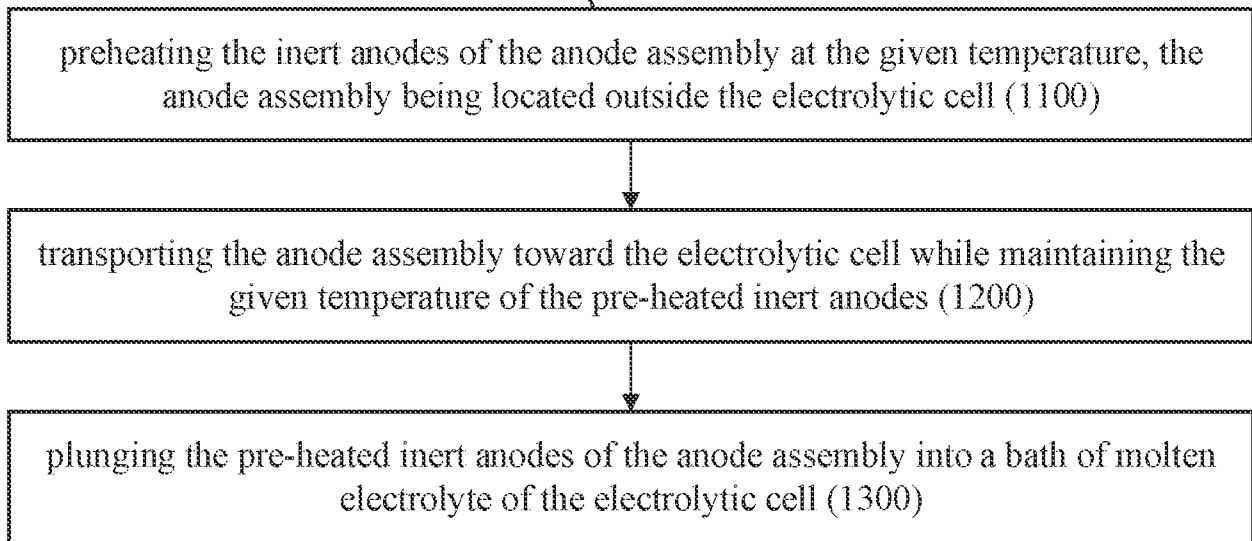 preheating the inert anodes of the anode assembly at the given temperature, the
anode assembly being located outside the electrolytic cell (1100)
transporting the anode assembly toward the electrolytic cell while maintaining the
given temperature of the pre-heated inert anodes (1200)
plunging the pre-heated inert anodes of the anode assembly into a bath of molten
electrolyte of the electrolytic cell (1300)